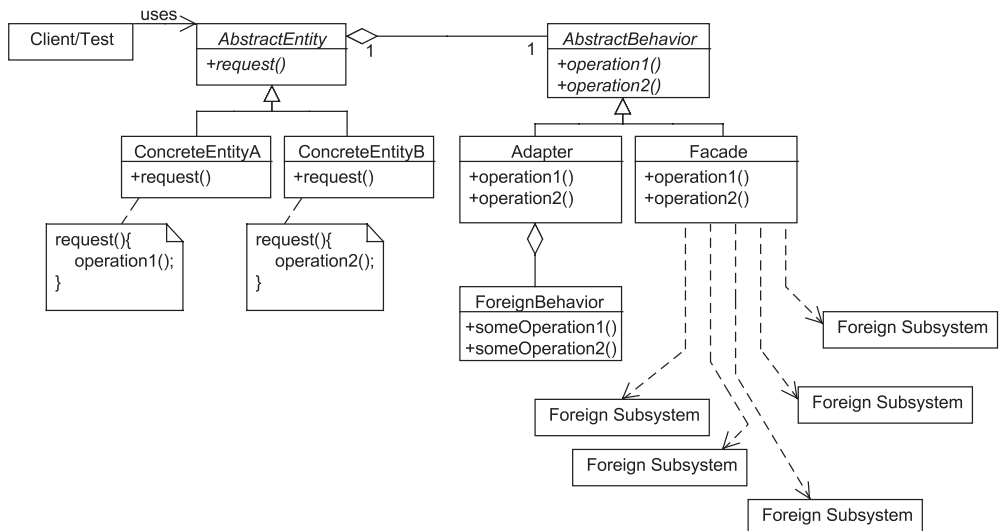 uses
Client/Test
AbstractEntity
+request()
1
1
AbstractBehavior
+operation1()
+operation2()
ConcreteEntityA
+request()
ConcreteEntityB
+request()
Adapter
+operation1()
+operation2()
Facade
+operation1()
+operation2()
request(){
operation1();
}
request(){
operation2();
}
ForeignBehavior
+someOperation1()
+someOperation2()
Foreign Subsystem
Foreign Subsystem
Foreign Subsystem
Foreign Subsystem
Foreign Subsystem